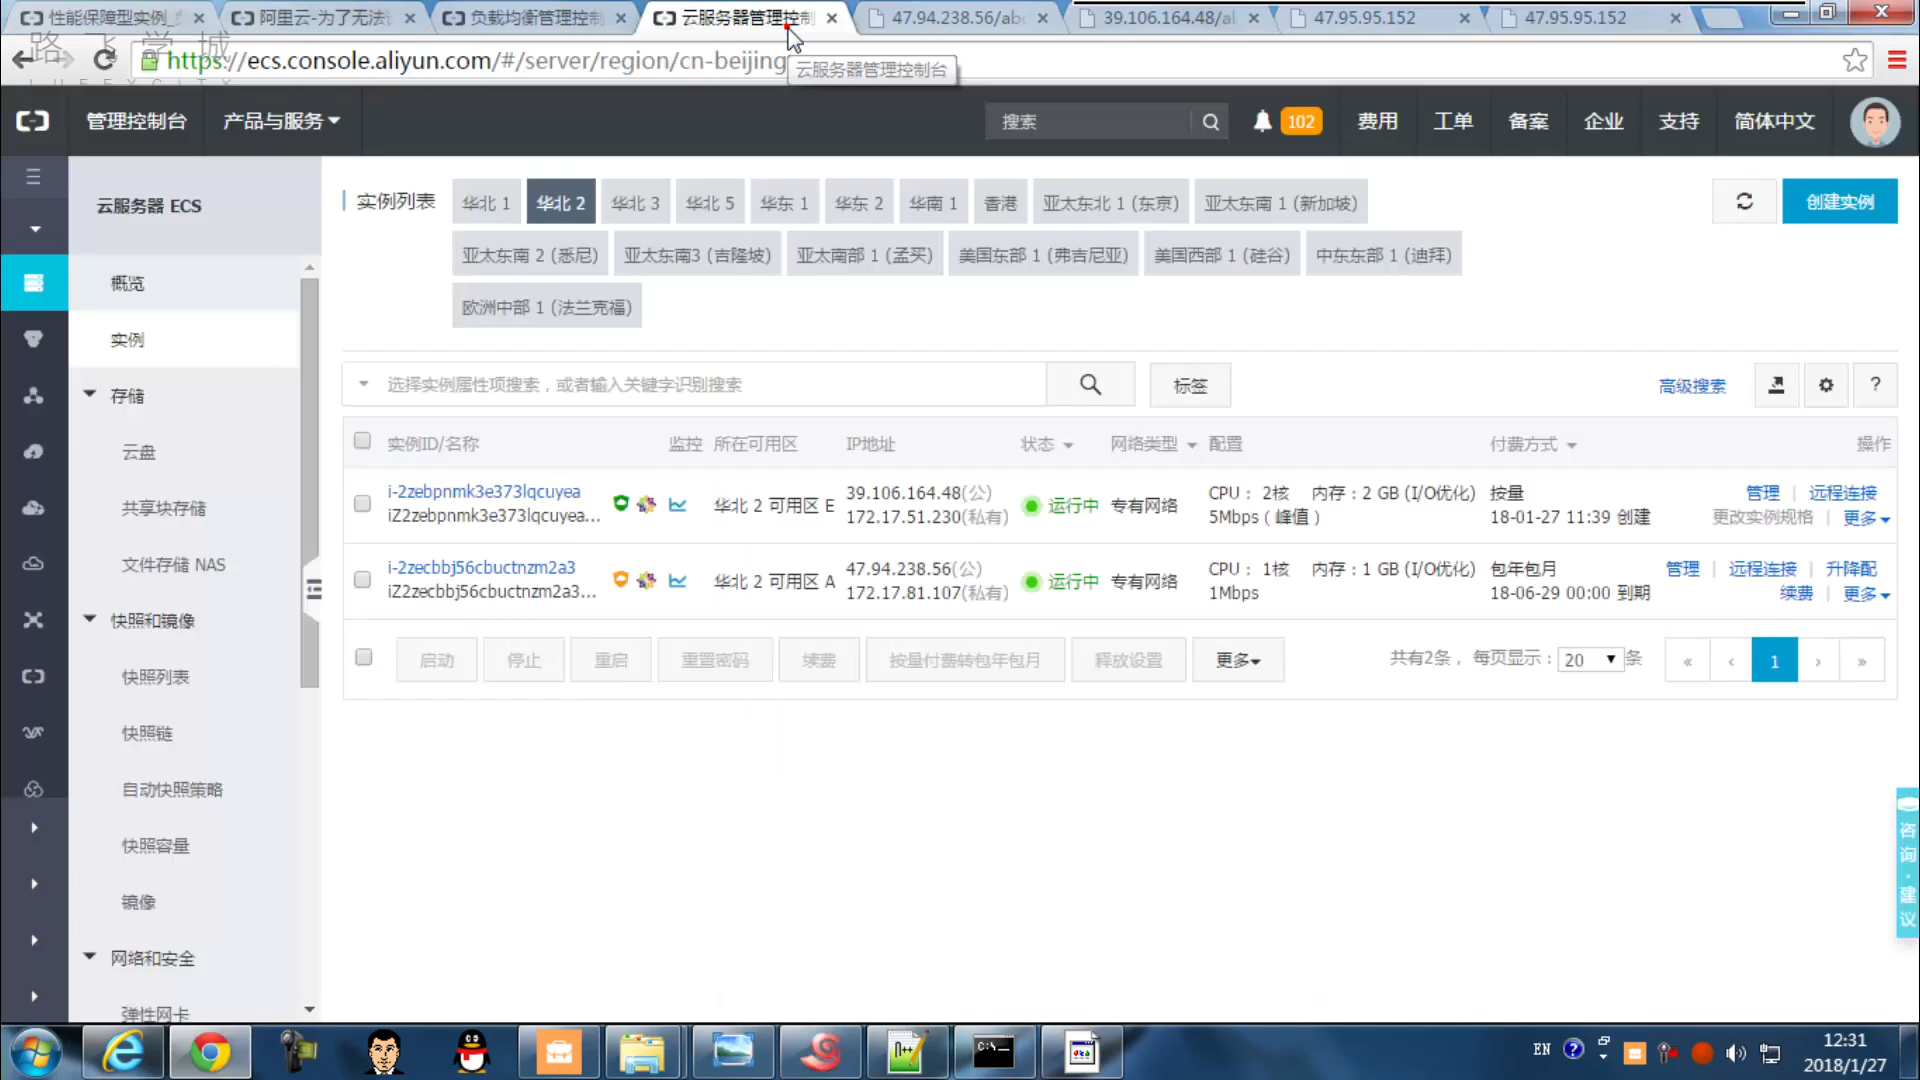 性能保障型实例_
阿里云-为了无法
负载均衡管理控制
云服务器管理控制
47.94.238.56/abc
39.106.164.48/al
47.95.95.152
47.95.95.152
路飞学城
https://ecs.console.aliyun.com/#/server/region/cn-beijing
云服务器管理控制台
管理控制台
产品与服务
搜索
102
费用
工单
备案
企业
支持
简体中文
云服务器 ECS
概览
实例
存储
云盘
共享块存储
文件存储 NAS
快照和镜像
快照列表
快照链
自动快照策略
快照容量
镜像
网络和安全
弹性网卡
实例列表
华北 1 华北 2 华北 3 华北 5 华东 1 华东 2 华南 1 香港 亚太东北 1 (东京) 亚太东南 1 (新加坡)
创建实例
亚太东南 2 (悉尼) 亚太东南3 (吉隆坡) 亚太南部 1 (孟买) 美国东部 1 (弗吉尼亚) 美国西部 1 (硅谷) 中东东部 1 (迪拜)
欧洲中部 1 (法兰克福)
选择实例属性项搜索，或者输入关键字识别搜索
标签
高级搜索
?
实例ID/名称 监控 所在可用区 IP地址 状态 网络类型 配置 付费方式 操作
i-2zebpnmk3e373lqcuyea
iZ2zebpnmk3e373lqcuyea...
华北 2 可用区 E
39.106.164.48(公)
172.17.51.230(私有)
运行中
专有网络
CPU： 2核 内存：2 GB (I/O优化)
5Mbps ( 峰值 )
按量
18-01-27 11:39 创建
管理 | 远程连接
更改实例规格 | 更多
i-2zecbbj56cbuctnzm2a3
iZ2zecbbj56cbuctnzm2a3...
华北 2 可用区 A
47.94.238.56(公)
172.17.81.107(私有)
运行中
专有网络
CPU： 1核 内存：1 GB (I/O优化)
1Mbps
包年包月
18-06-29 00:00 到期
管理 | 远程连接 | 升降配
续费 | 更多
启动 停止 重启 重置密码 续费 按量付费转包年包月 释放设置 更多
共有2条， 每页显示：20 条
« ‹ 1 › »
咨询·建议
EN
12:31
2018/1/27